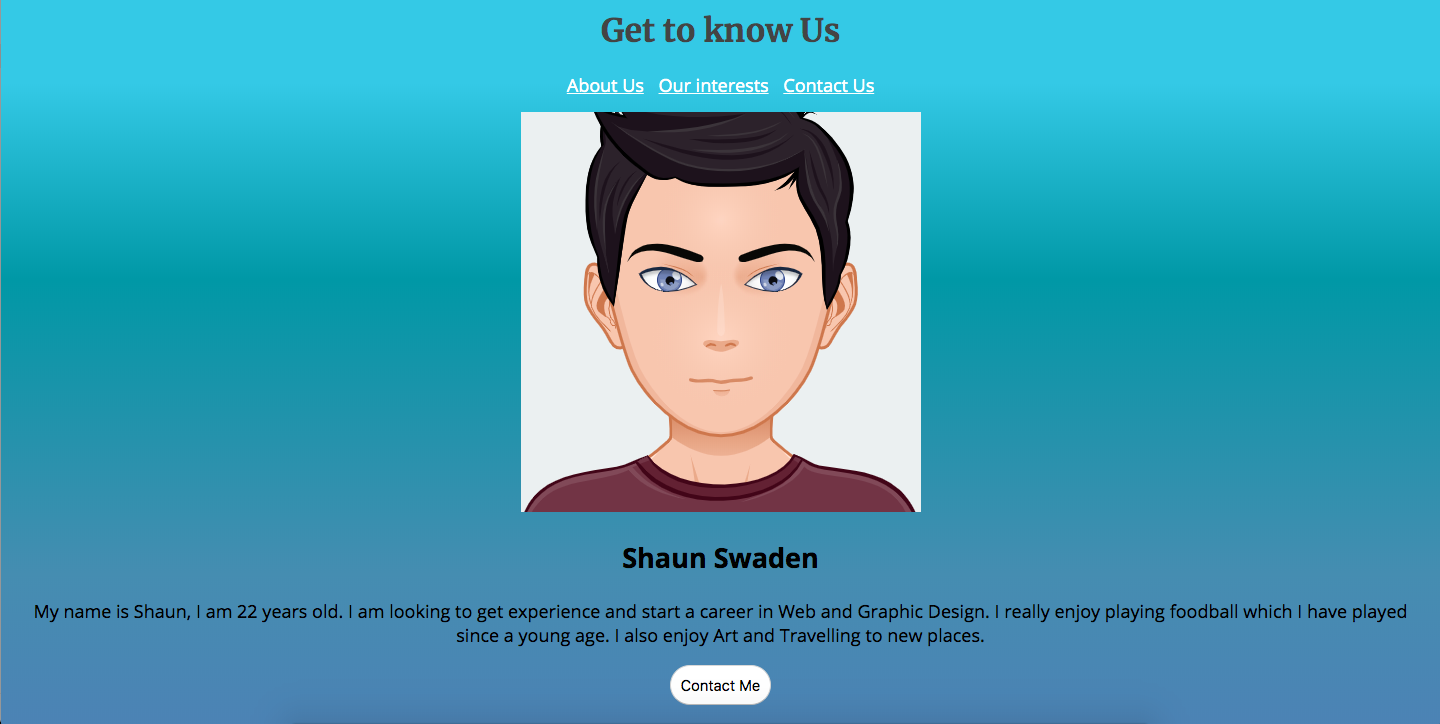 Get to know Us
About Us Our interests Contact Us
Shaun Swaden
My name is Shaun, I am 22 years old. I am looking to get experience and start a career in Web and Graphic Design. I really enjoy playing foodball which I have played
since a young age. I also enjoy Art and Travelling to new places.
Contact Me